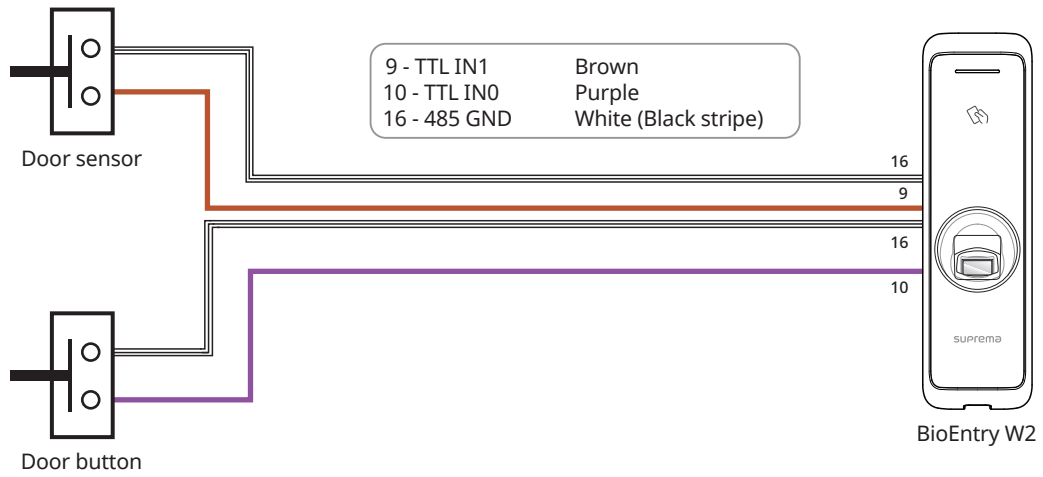 9 - TTL IN1 Brown
10 - TTL IN0 Purple
16 - 485 GND White (Black stripe)
Door sensor
16
9
16
10
suprema
BioEntry W2
Door button